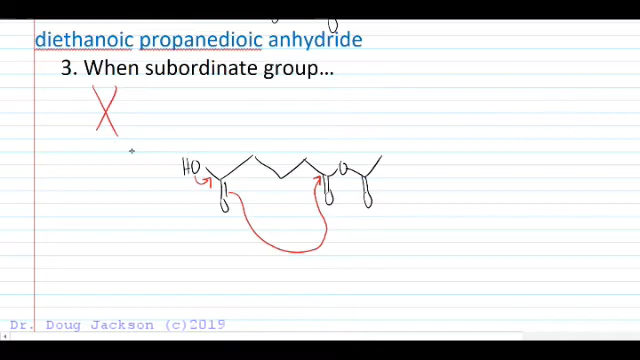 diethanoic propanedioic anhydride
3. When subordinate group…
X
HO O
O O O
Dr. Doug Jackson (c)2019